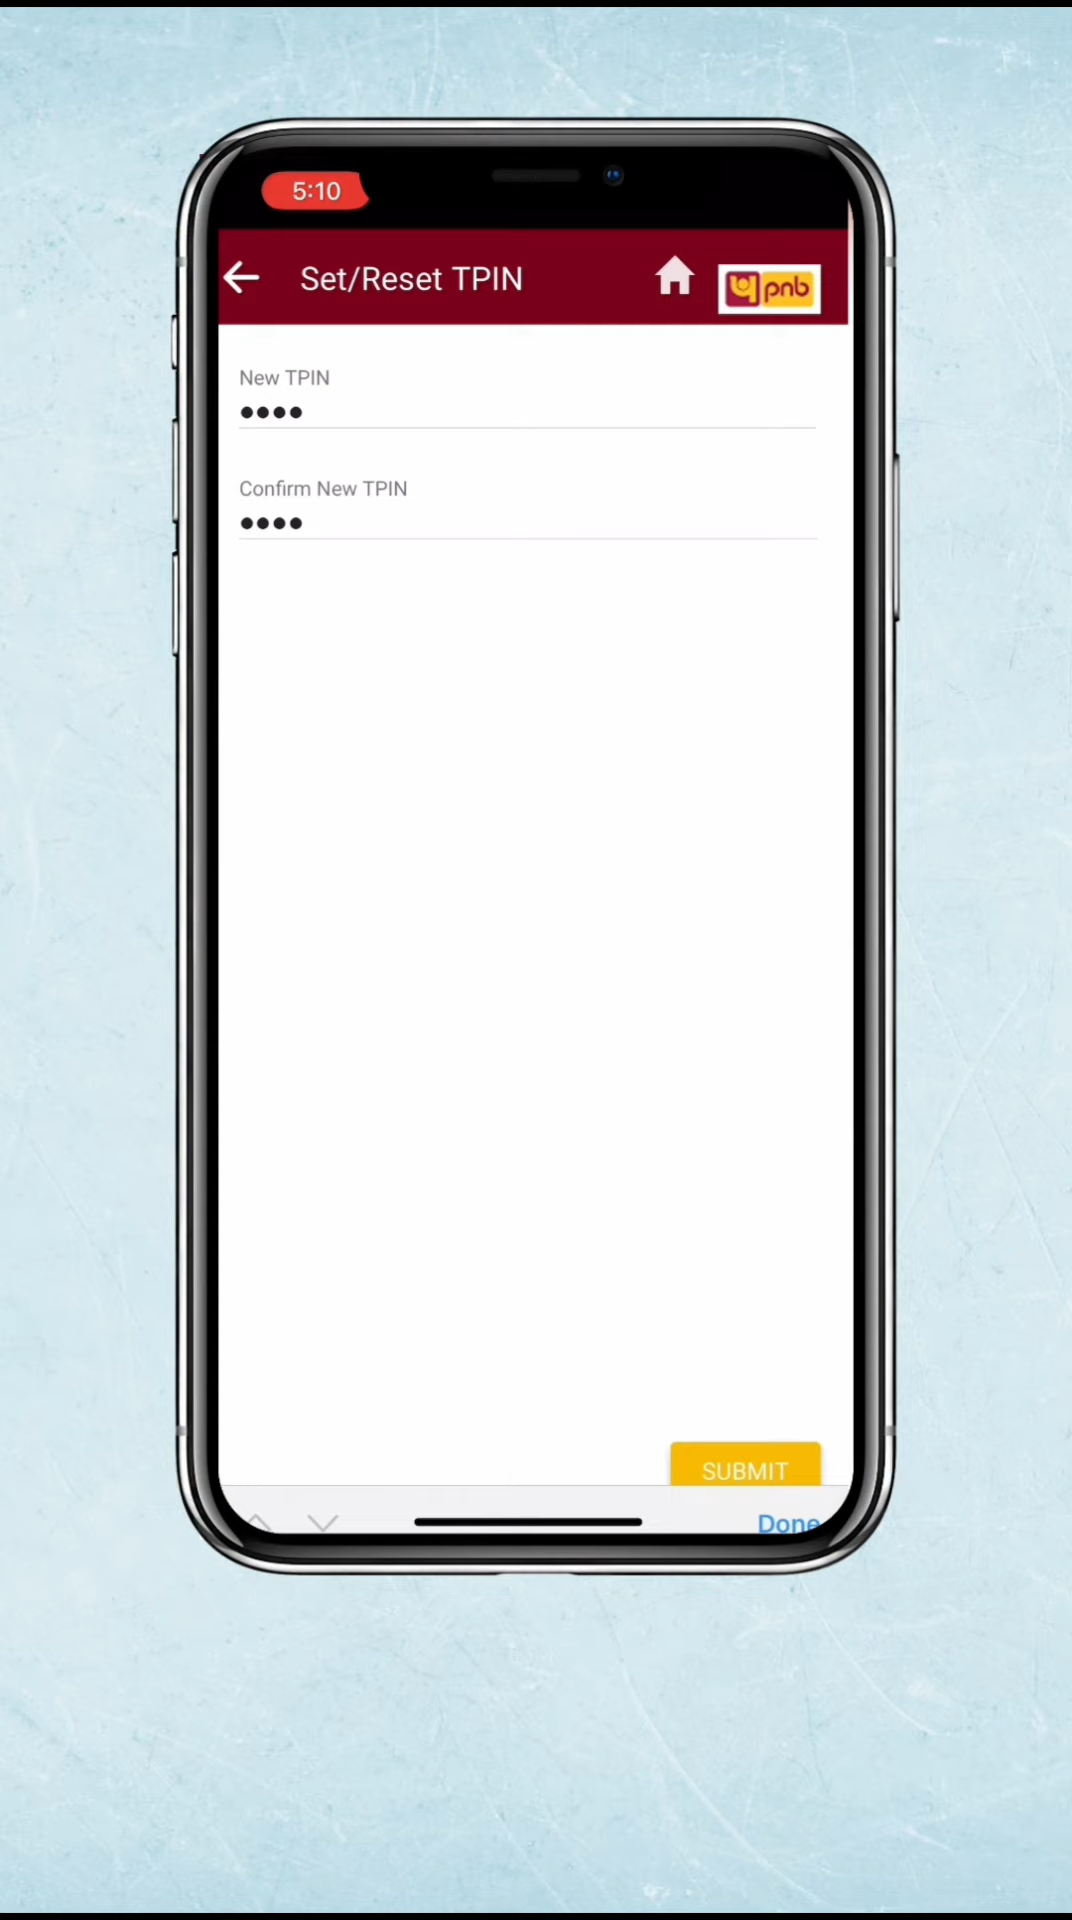 5:10
Set/Reset TPIN
pnb
New TPIN
●●●●
Confirm New TPIN
●●●●
SUBMIT
Done